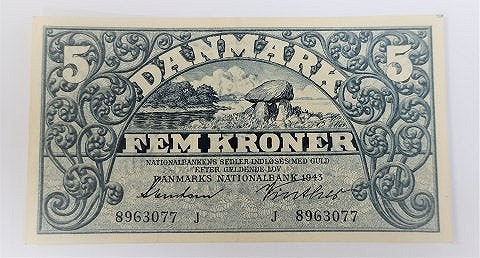 5 DANMARK 5
FEM KRONER
NATIONALBANKENS SEDLER INDLØSES MED GULD
EFTER GÆLDENDE LOV
DANMARKS NATIONALBANK 1943
8963077 J J 8963077